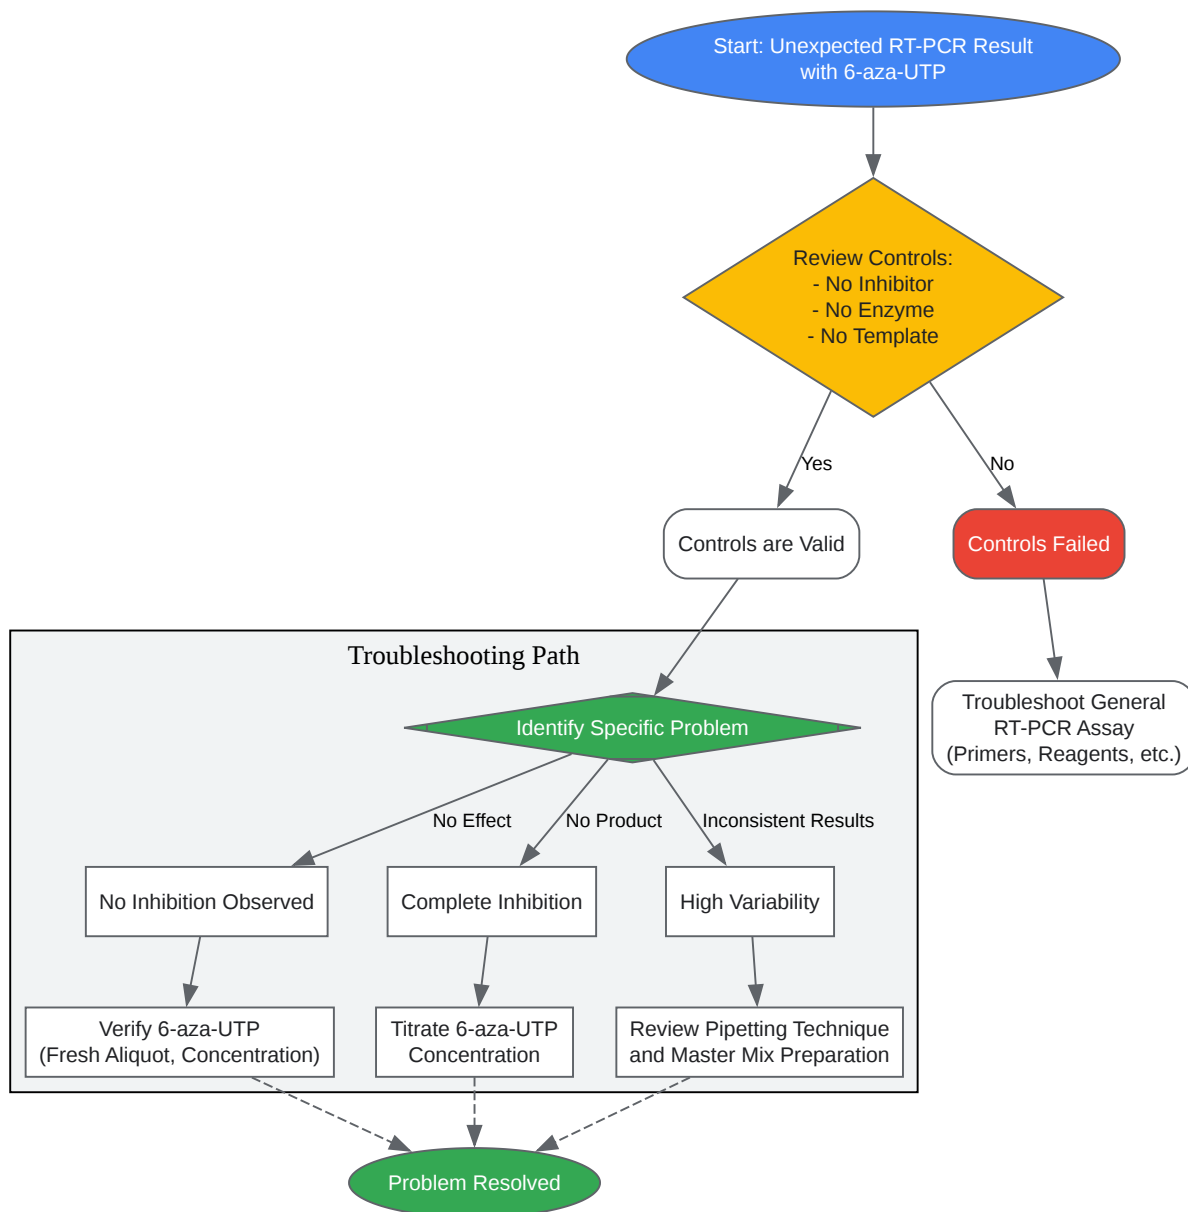 Start: Unexpected RT-PCR Result
with 6-aza-UTP
Review Controls:
- No Inhibitor
- No Enzyme
- No Template
Yes
No
Controls are Valid
Controls Failed
Troubleshooting Path
Troubleshoot General
RT-PCR Assay
(Primers, Reagents, etc.)
Identify Specific Problem
No Effect
No Product
Inconsistent Results
No Inhibition Observed
Complete Inhibition
High Variability
Verify 6-aza-UTP
(Fresh Aliquot, Concentration)
Titrate 6-aza-UTP
Concentration
Review Pipetting Technique
and Master Mix Preparation
Problem Resolved